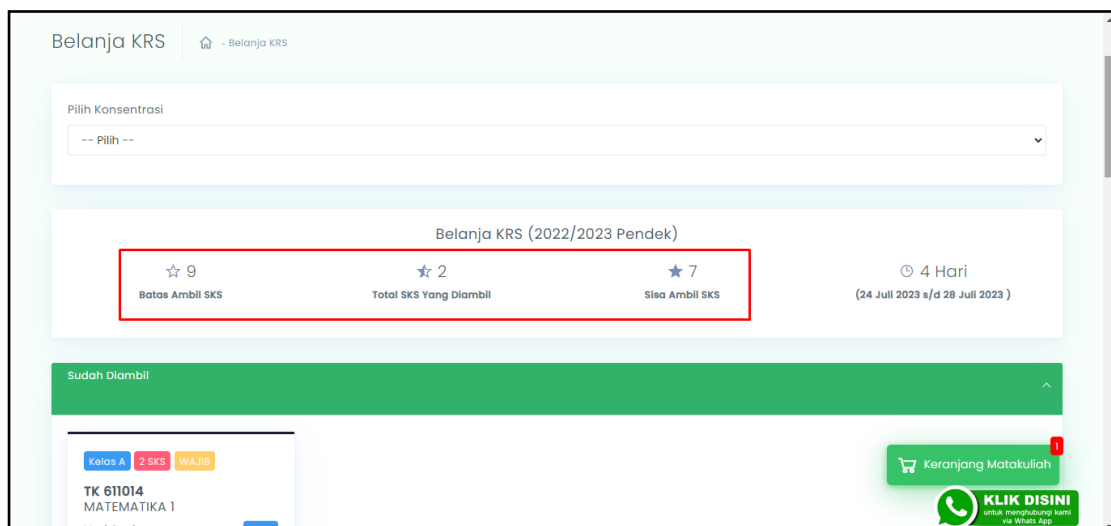 Belanja KRS
- Belanja KRS
Pilih Konsentrasi
-- Pilih --
Belanja KRS (2022/2023 Pendek)
9
Batas Ambil SKS
2
Total SKS Yang Diambil
7
Sisa Ambil SKS
4 Hari
(24 Juli 2023 s/d 28 Juli 2023 )
Sudah Diambil
Kelas A 2 SKS WAJIB
TK 611014
MATEMATIKA 1
1
Keranjang Matakuliah
KLIK DISINI
untuk menghubungi kami
via Whats App